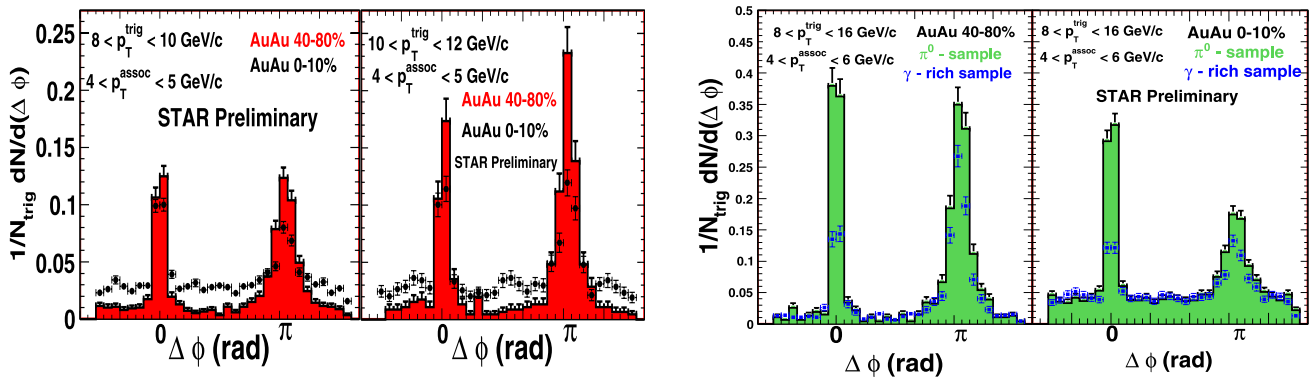 1/N_trig dN/d(Δ φ)
0.25
0.2
0.15
0.1
0.05
0
8 < p_T^trig < 10 GeV/c
4 < p_T^assoc < 5 GeV/c
AuAu 40-80%
AuAu 0-10%
STAR Preliminary
0
π
Δ φ (rad)
10 < p_T^trig < 12 GeV/c
4 < p_T^assoc < 5 GeV/c
AuAu 40-80%
AuAu 0-10%
STAR Preliminary
0
π
Δ φ (rad)
1/N_trig dN/d(Δ φ)
0.5
0.45
0.4
0.35
0.3
0.25
0.2
0.15
0.1
0.05
0
8 < p_T^trig < 16 GeV/c
4 < p_T^assoc < 6 GeV/c
AuAu 40-80%
π^0 - sample
γ - rich sample
0
π
Δ φ (rad)
8 < p_T^trig < 16 GeV/c
4 < p_T^assoc < 6 GeV/c
AuAu 0-10%
π^0 - sample
γ - rich sample
STAR Preliminary
0
π
Δ φ (rad)